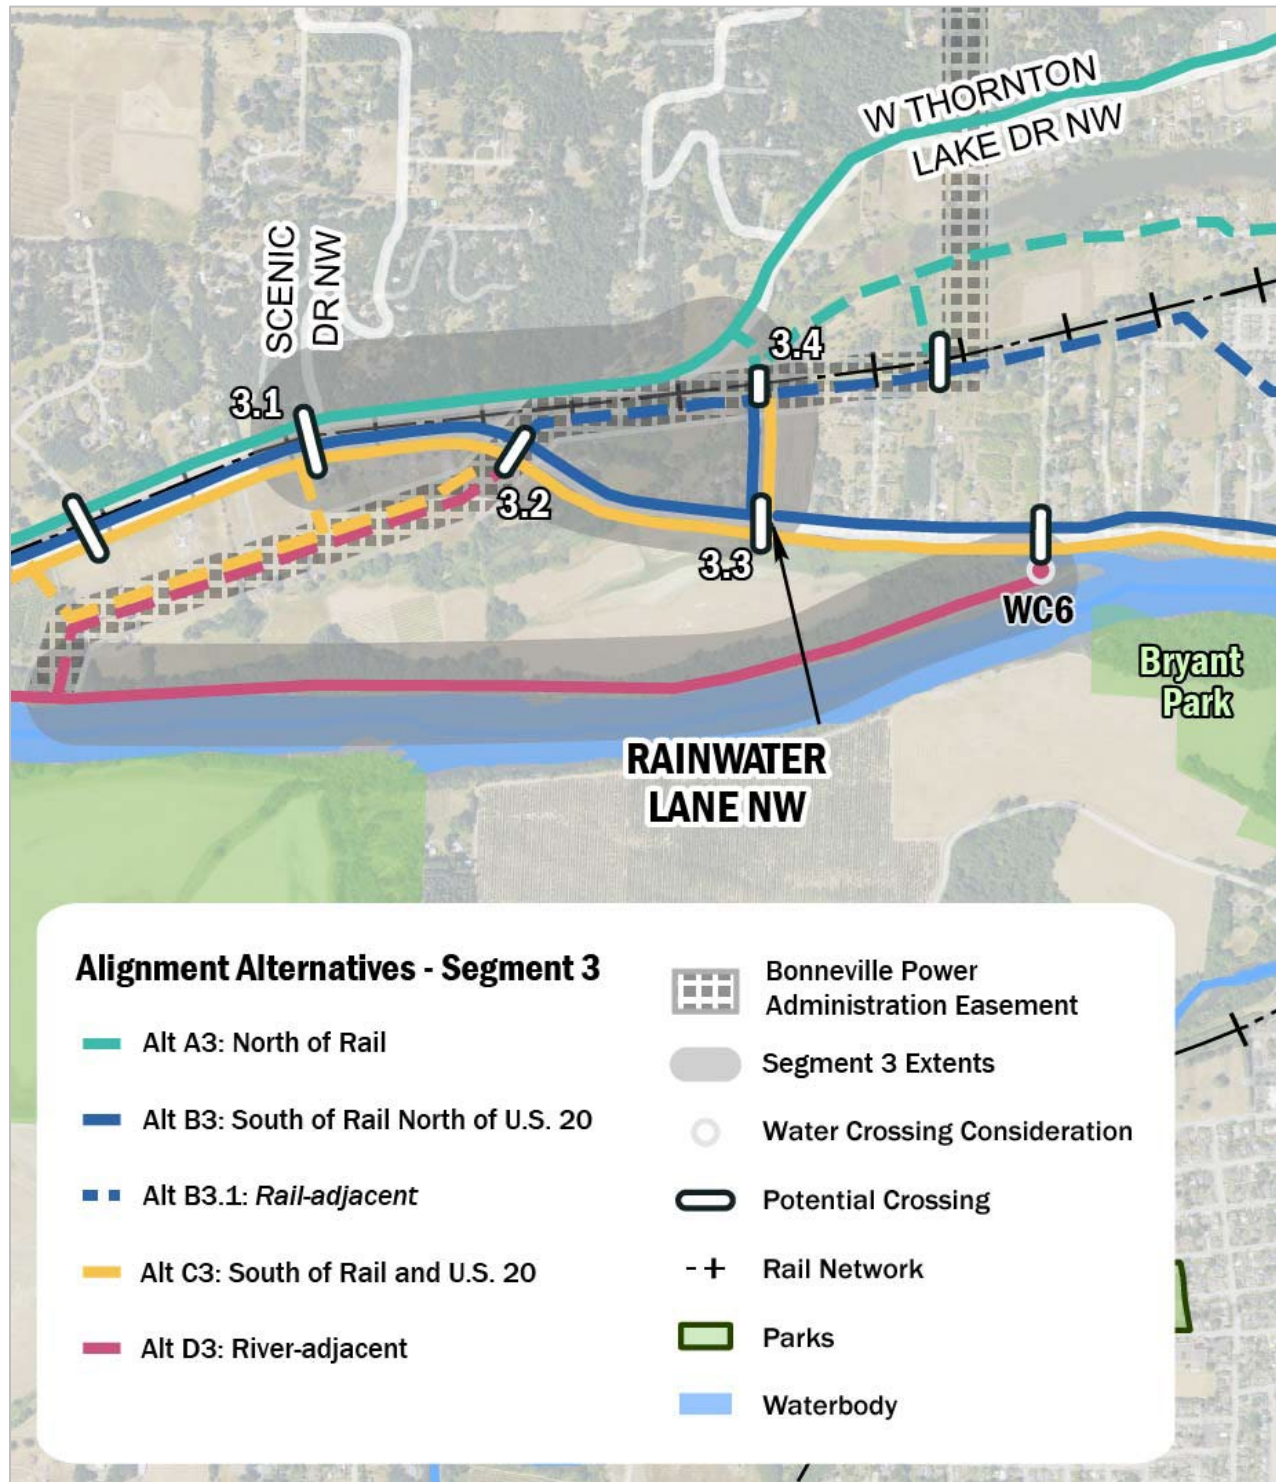 W THORNTON
LAKE DR NW
SCENIC
DR NW
3.4
3.1
3.2
3.3
WC6
Bryant
Park
RAINWATER
LANE NW
Alignment Alternatives - Segment 3
Alt A3: North of Rail
Alt B3: South of Rail North of U.S. 20
Alt B3.1: Rail-adjacent
Alt C3: South of Rail and U.S. 20
Alt D3: River-adjacent
Bonneville Power
Administration Easement
Segment 3 Extents
Water Crossing Consideration
Potential Crossing
Rail Network
Parks
Waterbody